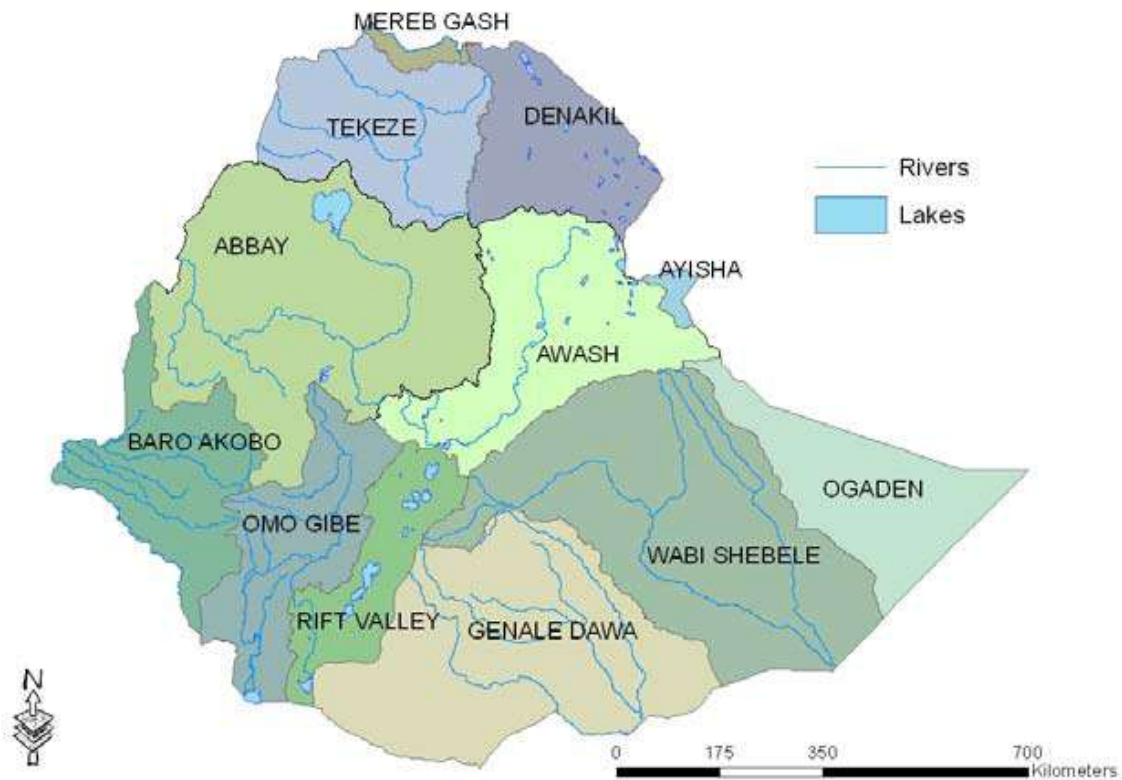 MEREB GASH
TEKEZE
DENAKIL
Rivers
Lakes
ABBAY
AYISHA
AWASH
BARO AKOBO
OGADEN
OMO GIBE
WABI SHEBELE
RIFT VALLEY
GENALE DAWA
N
0 175 350 700
Kilometers